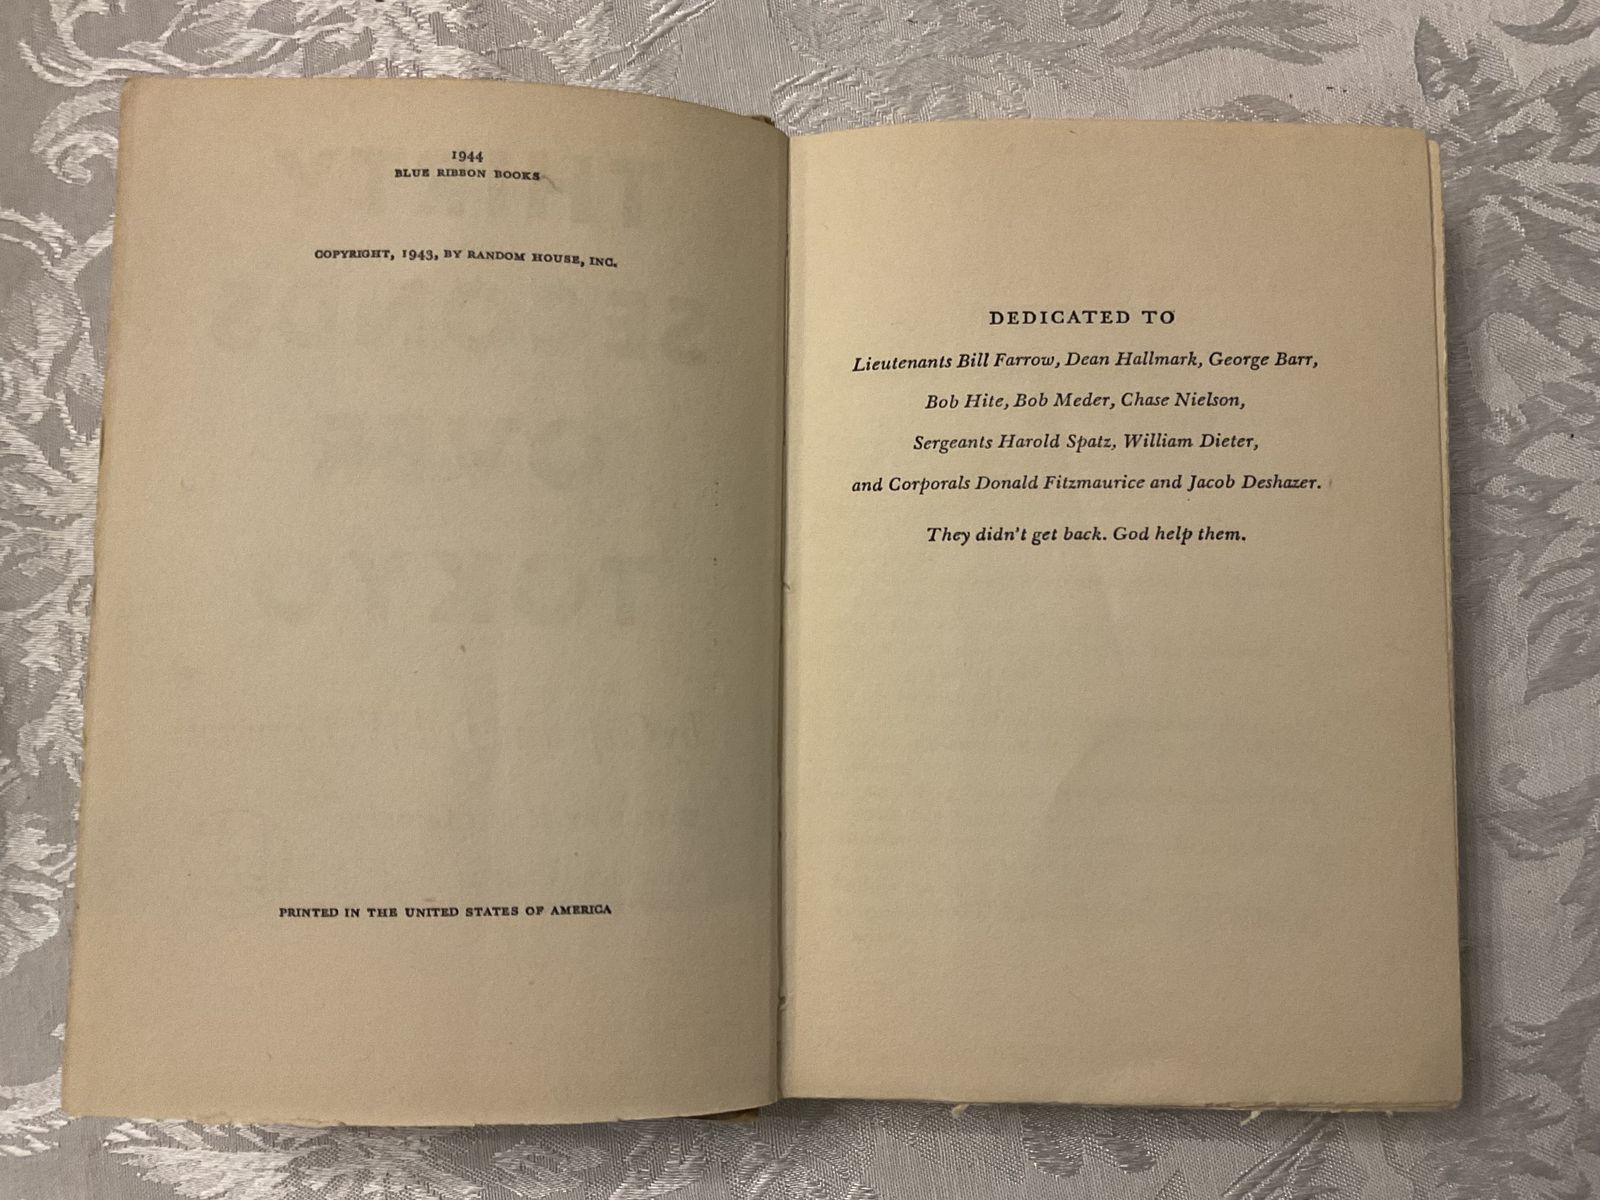 1944
BLUE RIBBON BOOKS
COPYRIGHT, 1943, BY RANDOM HOUSE, INC.
PRINTED IN THE UNITED STATES OF AMERICA
DEDICATED TO
Lieutenants Bill Farrow, Dean Hallmark, George Barr,
Bob Hite, Bob Meder, Chase Nielson,
Sergeants Harold Spatz, William Dieter,
and Corporals Donald Fitzmaurice and Jacob Deshazer.
They didn't get back. God help them.